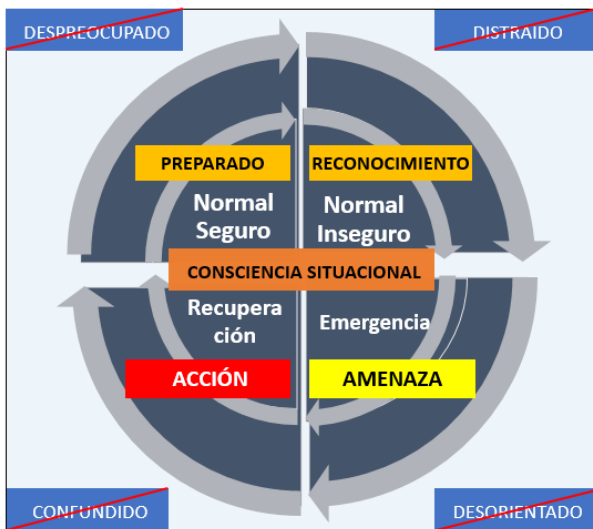 DESPREOCUPADO
DISTRAIDO
PREPARADO
RECONOCIMIENTO
Normal
Seguro
Normal
Inseguro
CONSCIENCIA SITUACIONAL
Recupera
ción
Emergencia
ACCIÓN
AMENAZA
CONFUNDIDO
DESORIENTADO